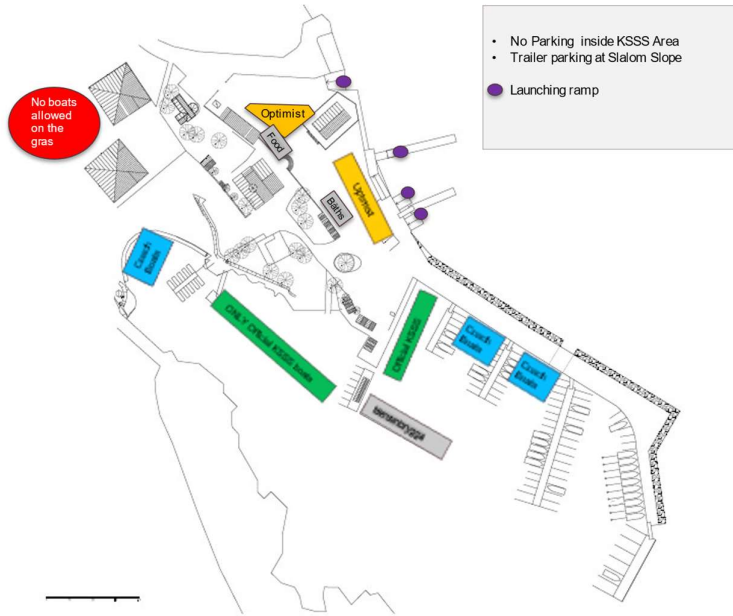 • No Parking inside KSSS Area
• Trailer parking at Slalom Slope
Launching ramp
No boats
allowed
on the
gras
Optimist
Food
Optimist
Baths
Coach
Boats
ONLY Official KSSS boats
Official KSSS
Coach
Boats
Coach
Boats